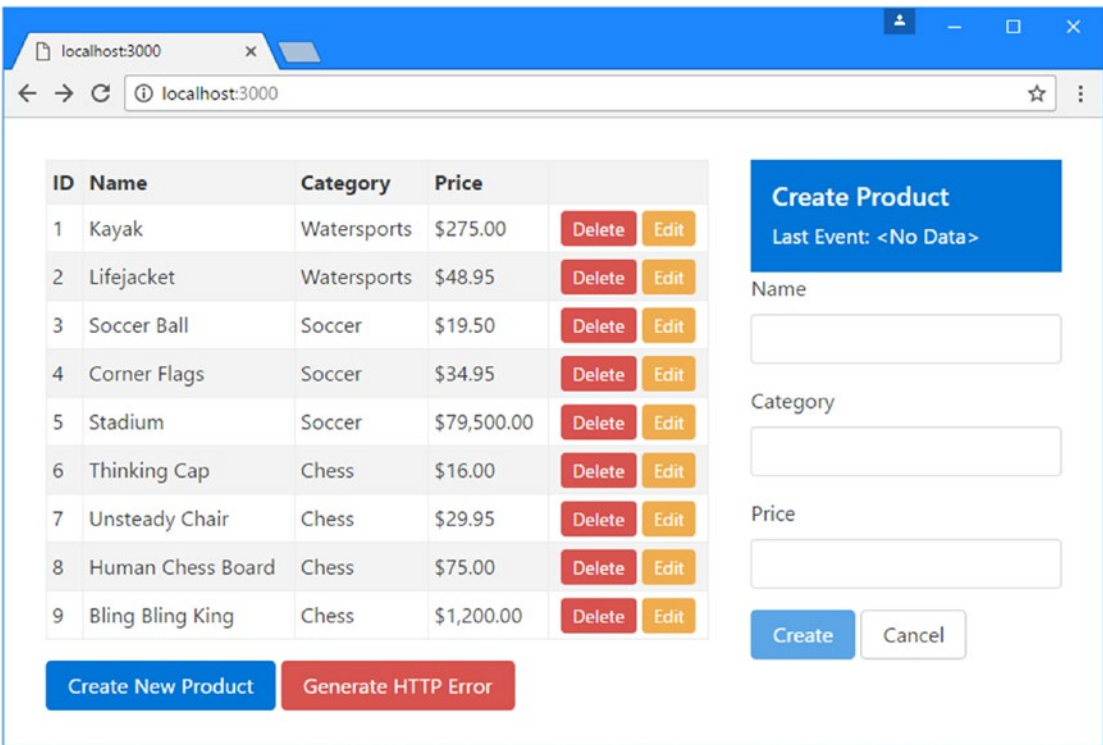 localhost:3000
localhost:3000
ID Name Category Price
1 Kayak Watersports $275.00 Delete Edit
2 Lifejacket Watersports $48.95 Delete Edit
3 Soccer Ball Soccer $19.50 Delete Edit
4 Corner Flags Soccer $34.95 Delete Edit
5 Stadium Soccer $79,500.00 Delete Edit
6 Thinking Cap Chess $16.00 Delete Edit
7 Unsteady Chair Chess $29.95 Delete Edit
8 Human Chess Board Chess $75.00 Delete Edit
9 Bling Bling King Chess $1,200.00 Delete Edit
Create New Product Generate HTTP Error
Create Product
Last Event: <No Data>
Name
Category
Price
Create Cancel